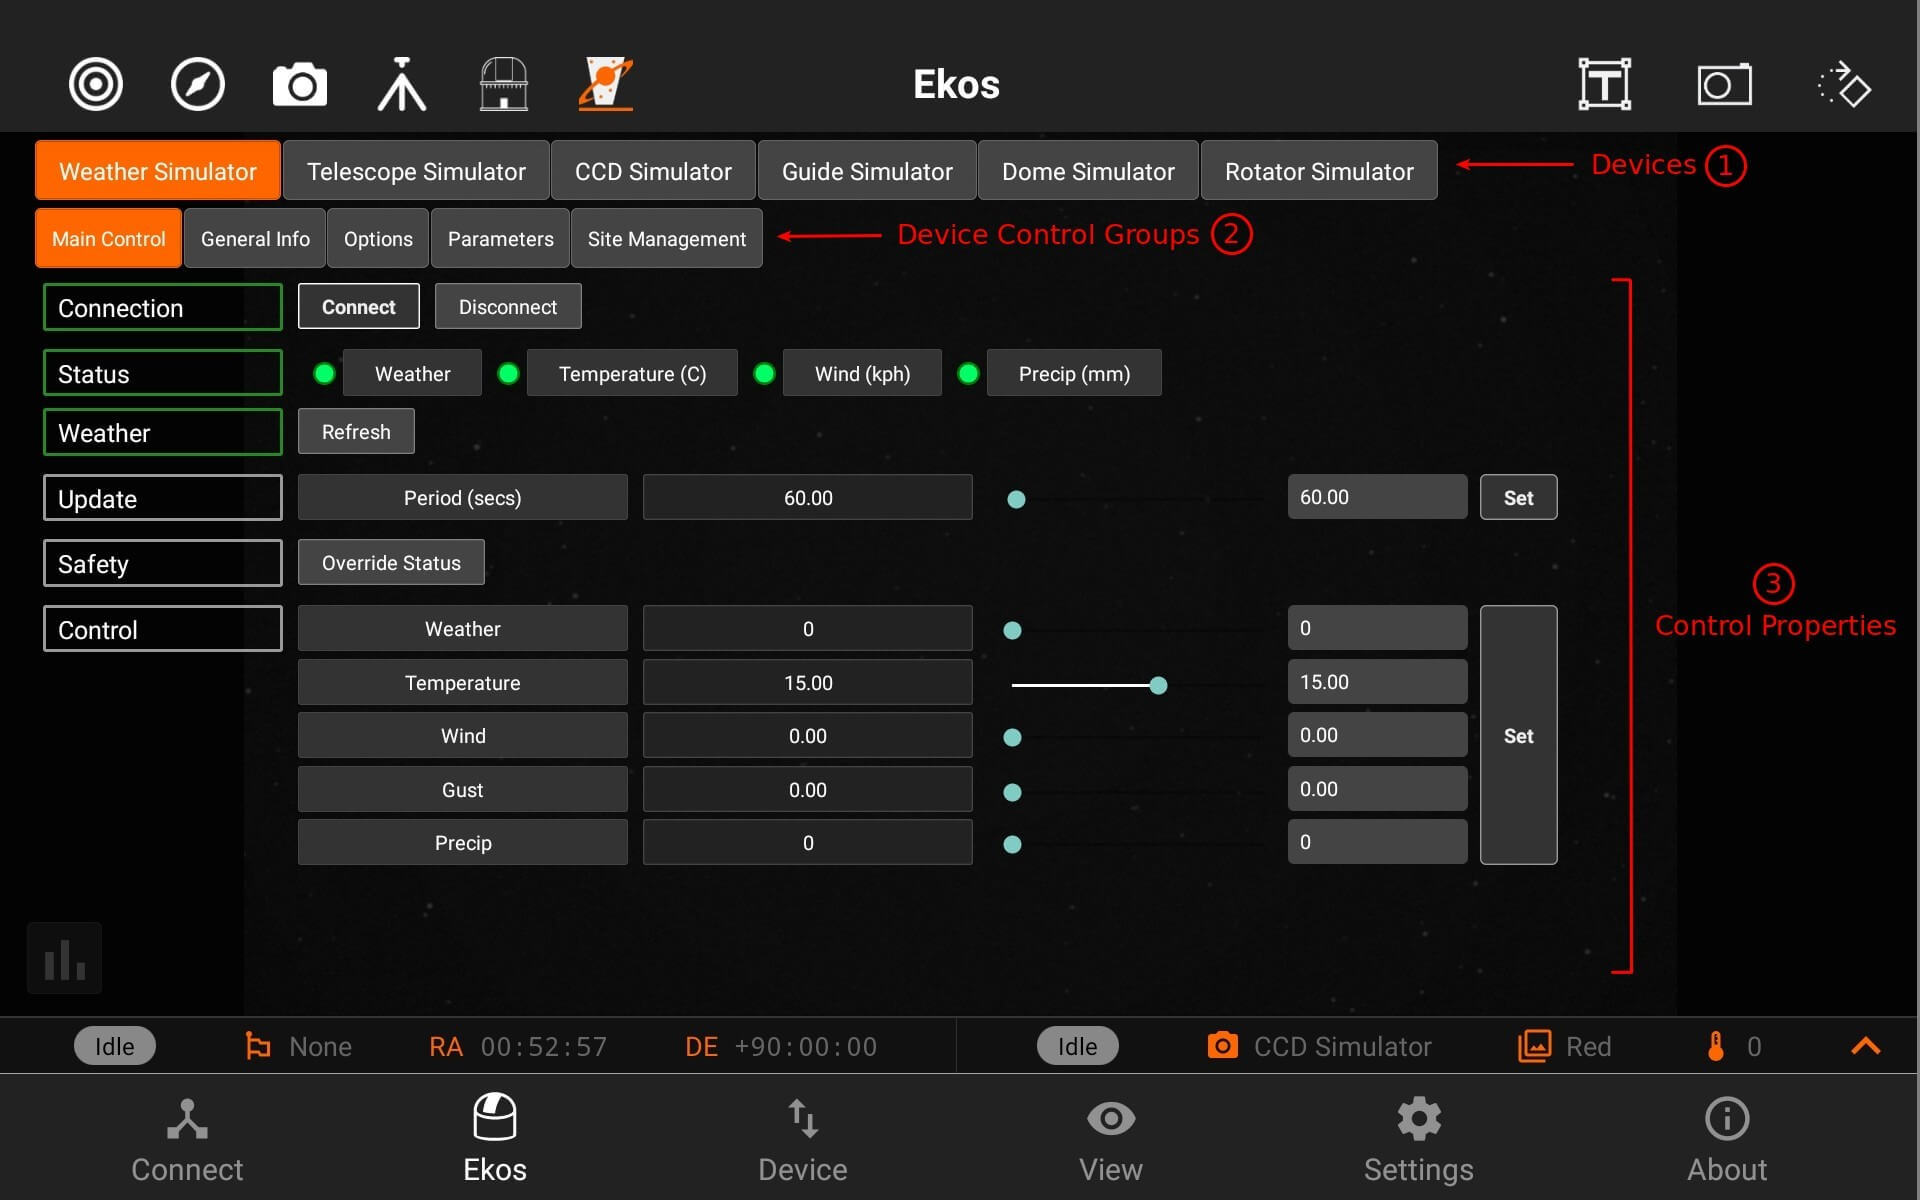 Ekos
T
Weather Simulator Telescope Simulator CCD Simulator Guide Simulator Dome Simulator Rotator Simulator Devices 1
Main Control General Info Options Parameters Site Management Device Control Groups 2
Connection Connect Disconnect
Status Weather Temperature (C) Wind (kph) Precip (mm)
Weather Refresh
Update Period (secs) 60.00 60.00 Set
Safety Override Status
3
Control Properties
Control Weather 0 0
Temperature 15.00 15.00
Wind 0.00 0.00 Set
Gust 0.00 0.00
Precip 0 0
Idle None RA 00:52:57 DE +90:00:00 Idle CCD Simulator Red 0
Connect Ekos Device View Settings About